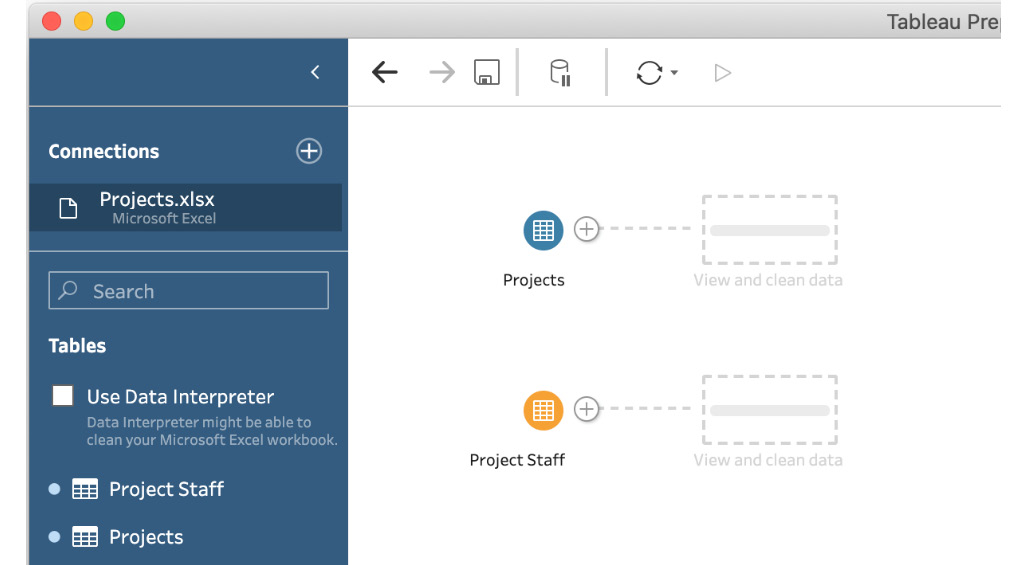 Tableau Pre
Connections
Projects.xlsx
Microsoft Excel
Search
Tables
Use Data Interpreter
Data Interpreter might be able to
clean your Microsoft Excel workbook.
Project Staff
Projects
Projects
View and clean data
Project Staff
View and clean data